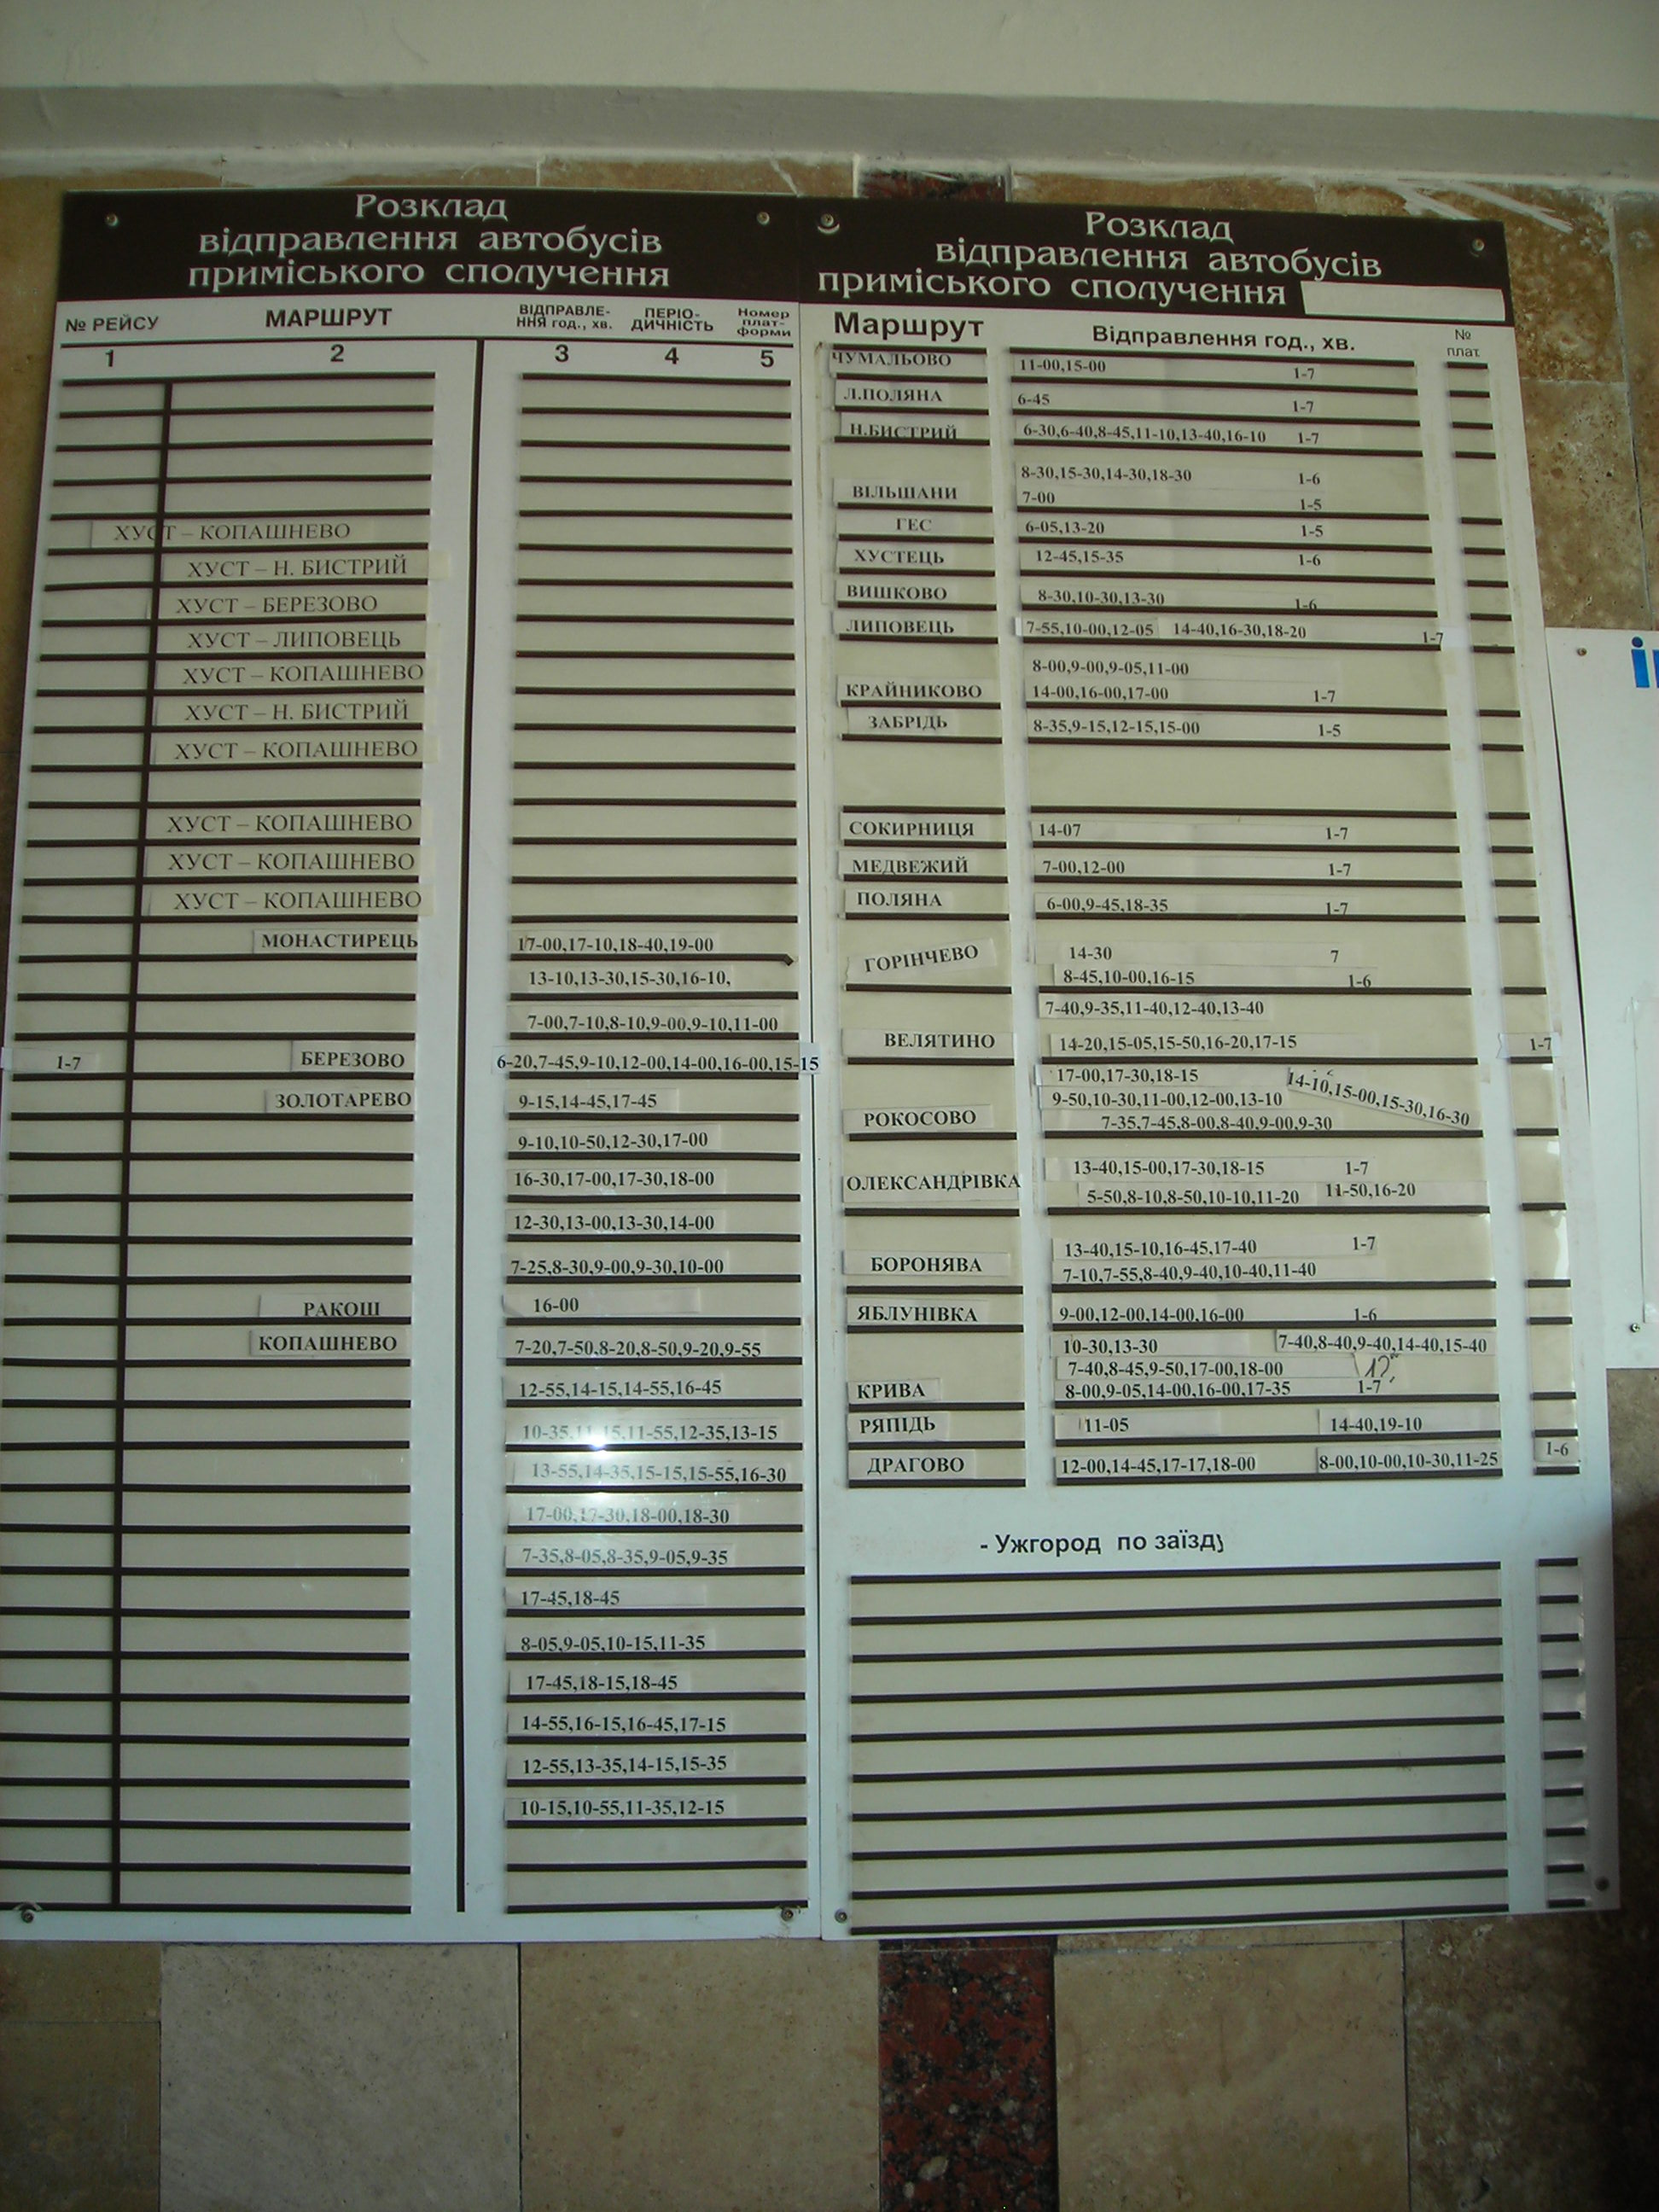 Розклад
відправлення автобусів
приміського сполучення
№ РЕЙСУ МАРШРУТ ВІДПРАВЛЕ-
ННЯ год., хв. ПЕРІО-
ДИЧНІСТЬ Номер
плат-
форми
1 2 3 4 5
ХУСТ – КОПАШНЕВО
ХУСТ – Н. БИСТРИЙ
ХУСТ – БЕРЕЗОВО
ХУСТ – ЛИПОВЕЦЬ
ХУСТ – КОПАШНЕВО
ХУСТ – Н. БИСТРИЙ
ХУСТ – КОПАШНЕВО
ХУСТ – КОПАШНЕВО
ХУСТ – КОПАШНЕВО
ХУСТ – КОПАШНЕВО
МОНАСТИРЕЦЬ 17-00,17-10,18-40,19-00
13-10,13-30,15-30,16-10,
7-00,7-10,8-10,9-00,9-10,11-00
1-7 БЕРЕЗОВО 6-20,7-45,9-10,12-00,14-00,16-00,15-15
ЗОЛОТАРЕВО 9-15,14-45,17-45
9-10,10-50,12-30,17-00
16-30,17-00,17-30,18-00
12-30,13-00,13-30,14-00
7-25,8-30,9-00,9-30,10-00
РАКОШ 16-00
КОПАШНЕВО 7-20,7-50,8-20,8-50,9-20,9-55
12-55,14-15,14-55,16-45
10-35,11-15,11-55,12-35,13-15
13-55,14-35,15-15,15-55,16-30
17-00,17-30,18-00,18-30
7-35,8-05,8-35,9-05,9-35
17-45,18-45
8-05,9-05,10-15,11-35
17-45,18-15,18-45
14-55,16-15,16-45,17-15
12-55,13-35,14-15,15-35
10-15,10-55,11-35,12-15
Розклад
відправлення автобусів
приміського сполучення
Маршрут Відправлення год., хв. №
плат.
ЧУМАЛЬОВО 11-00,15-00 1-7
Л.ПОЛЯНА 6-45 1-7
Н.БИСТРИЙ 6-30,6-40,8-45,11-10,13-40,16-10 1-7
8-30,15-30,14-30,18-30 1-6
ВІЛЬШАНИ 7-00 1-5
ГЕС 6-05,13-20 1-5
ХУСТЕЦЬ 12-45,15-35 1-6
ВИШКОВО 8-30,10-30,13-30 1-6
ЛИПОВЕЦЬ 7-55,10-00,12-05 14-40,16-30,18-20 1-7
8-00,9-00,9-05,11-00
КРАЙНИКОВО 14-00,16-00,17-00 1-7
ЗАБРІДЬ 8-35,9-15,12-15,15-00 1-5
СОКИРНИЦЯ 14-07 1-7
МЕДВЕЖИЙ 7-00,12-00 1-7
ПОЛЯНА 6-00,9-45,18-35 1-7
ГОРІНЧЕВО 14-30 7
8-45,10-00,16-15 1-6
7-40,9-35,11-40,12-40,13-40
ВЕЛЯТИНО 14-20,15-05,15-50,16-20,17-15 1-7
17-00,17-30,18-15 14-10,15-00,15-30,16-30
9-50,10-30,11-00,12-00,13-10
РОКОСОВО 7-35,7-45,8-00,8-40,9-00,9-30
13-40,15-00,17-30,18-15 1-7
ОЛЕКСАНДРІВКА 5-50,8-10,8-50,10-10,11-20 11-50,16-20
13-40,15-10,16-45,17-40 1-7
БОРОНЯВА 7-10,7-55,8-40,9-40,10-40,11-40
ЯБЛУНІВКА 9-00,12-00,14-00,16-00 1-6
10-30,13-30 7-40,8-40,9-40,14-40,15-40
7-40,8-45,9-50,17-00,18-00
КРИВА 8-00,9-05,14-00,16-00,17-35 1-7
РЯПІДЬ 11-05 14-40,19-10
ДРАГОВО 12-00,14-45,17-17,18-00 8-00,10-00,10-30,11-25 1-6
- Ужгород по заїзду